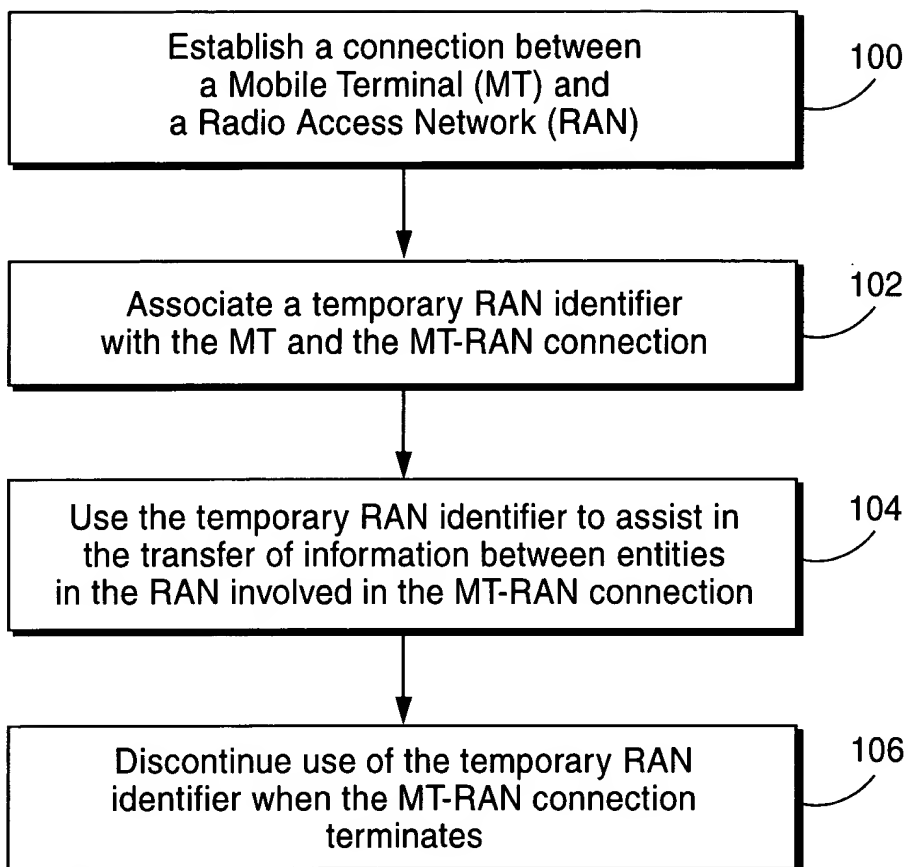 Establish a connection between
a Mobile Terminal (MT) and
a Radio Access Network (RAN)
100
Associate a temporary RAN identifier
with the MT and the MT-RAN connection
102
Use the temporary RAN identifier to assist in
the transfer of information between entities
in the RAN involved in the MT-RAN connection
104
Discontinue use of the temporary RAN
identifier when the MT-RAN connection
terminates
106